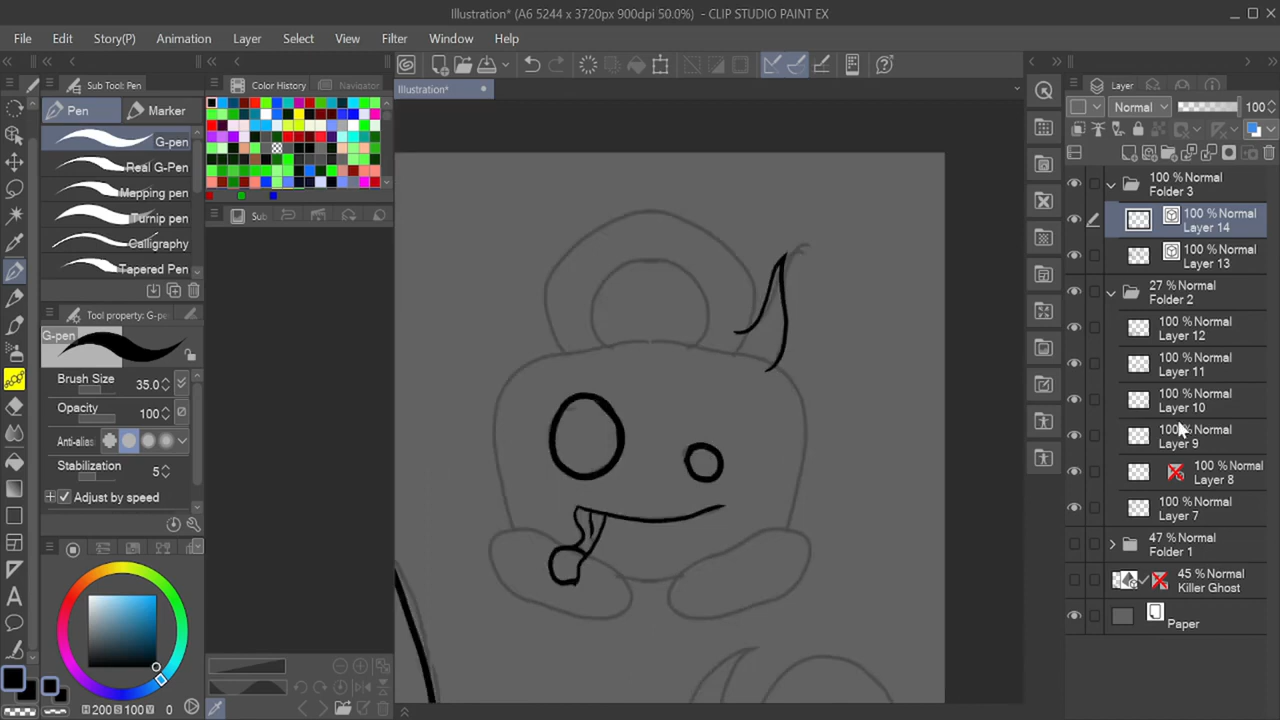 Illustration* (A6 5244 x 3720px 900dpi 50.0%) - CLIP STUDIO PAINT EX
File Edit Story(P) Animation Layer Select View Filter Window Help
Sub Tool: Pen
Color History
Navigator
Illustration*
Layer
Pen
Marker
Normal
100
G-pen
Real G-Pen
Mapping pen
Turnip pen
Calligraphy
Tapered Pen
Sub
Tool property: G-pe
G-pen
Brush Size 35.0
Opacity 100
Anti-alias
Stabilization 5
Adjust by speed
H 200 S 100 V 0
100 % Normal
Folder 3
100 % Normal
Layer 14
100 % Normal
Layer 13
27 % Normal
Folder 2
100 % Normal
Layer 12
100 % Normal
Layer 11
100 % Normal
Layer 10
100 % Normal
Layer 9
100 % Normal
Layer 8
100 % Normal
Layer 7
47 % Normal
Folder 1
45 % Normal
Killer Ghost
Paper